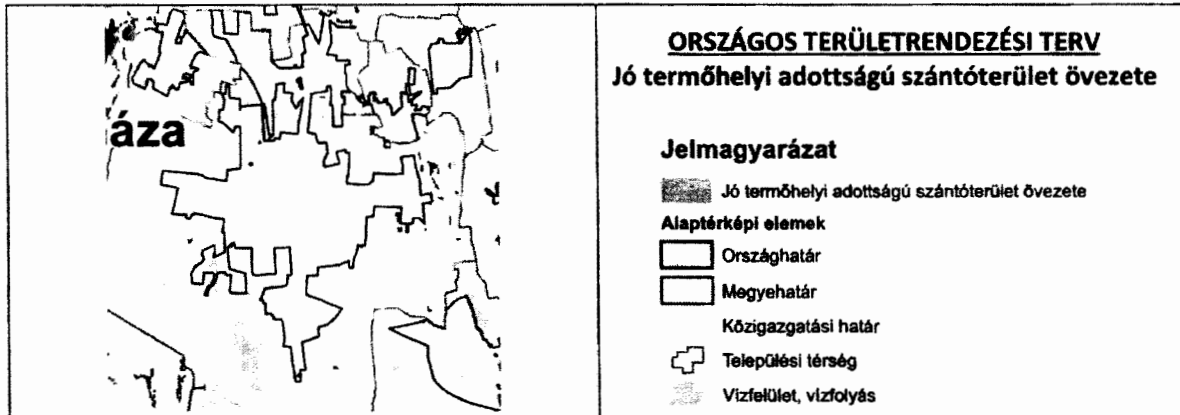 áza
ORSZÁGOS TERÜLETRENDEZÉSI TERV
Jó termőhelyi adottságú szántóterület övezete
Jelmagyarázat
Jó termőhelyi adottságú szántóterület övezete
Alaptérképi elemek
Országhatár
Megyehatár
Közigazgatási határ
Települési térség
Vízfelület, vízfolyás